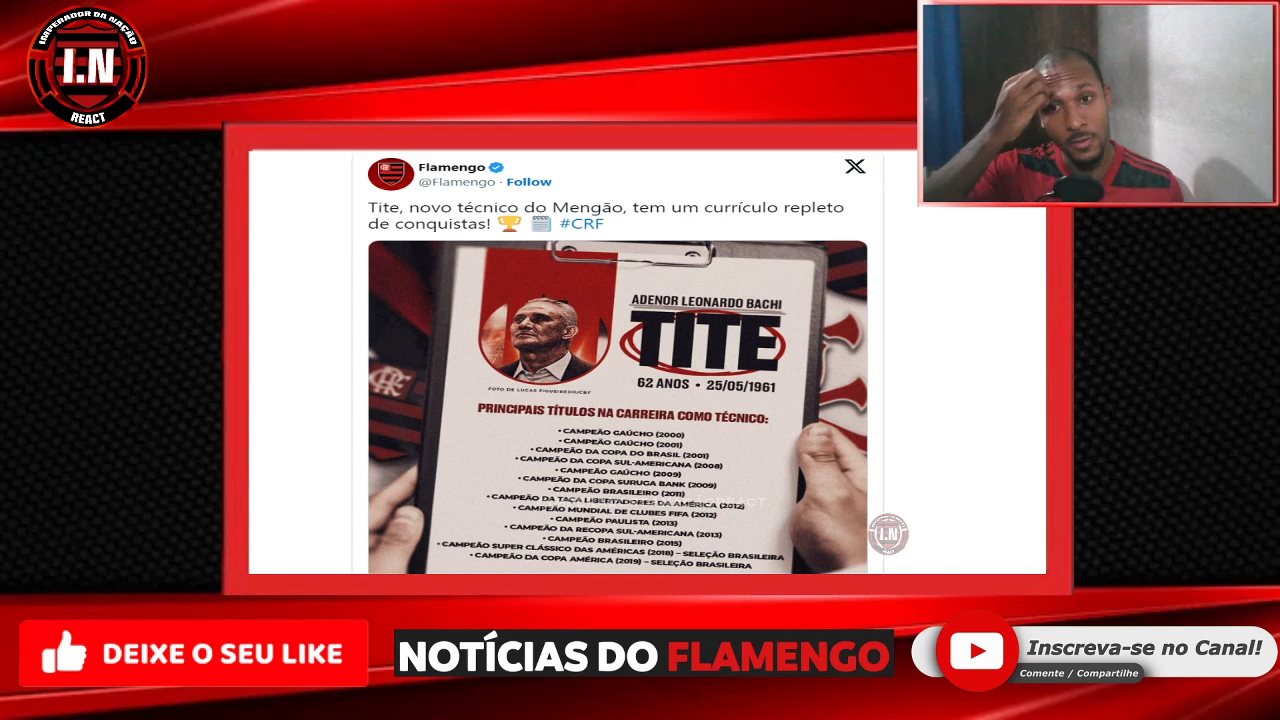 IMPERADOR DA NAÇÃO
I.N
REACT
Flamengo
@Flamengo · Follow
X
Tite, novo técnico do Mengão, tem um currículo repleto
de conquistas! #CRF
ADENOR LEONARDO BACHI
TITE
62 ANOS • 25/05/1961
FOTO DE LUCAS FIGUEIREDO/CBF
PRINCIPAIS TÍTULOS NA CARREIRA COMO TÉCNICO:
• CAMPEÃO GAÚCHO (2000)
• CAMPEÃO GAÚCHO (2001)
• CAMPEÃO DA COPA DO BRASIL (2001)
• CAMPEÃO DA COPA SUL-AMERICANA (2008)
• CAMPEÃO GAÚCHO (2009)
• CAMPEÃO DA COPA SURUGA BANK (2009)
• CAMPEÃO BRASILEIRO (2011)
• CAMPEÃO DA TAÇA LIBERTADORES DA AMÉRICA (2012)
• CAMPEÃO MUNDIAL DE CLUBES FIFA (2012)
• CAMPEÃO PAULISTA (2013)
• CAMPEÃO DA RECOPA SUL-AMERICANA (2013)
• CAMPEÃO BRASILEIRO (2015)
• CAMPEÃO SUPER CLÁSSICO DAS AMÉRICAS (2018) – SELEÇÃO BRASILEIRA
• CAMPEÃO DA COPA AMÉRICA (2019) – SELEÇÃO BRASILEIRA
I.N
DEIXE O SEU LIKE
NOTÍCIAS DO FLAMENGO
Inscreva-se no Canal!
Comente / Compartilhe